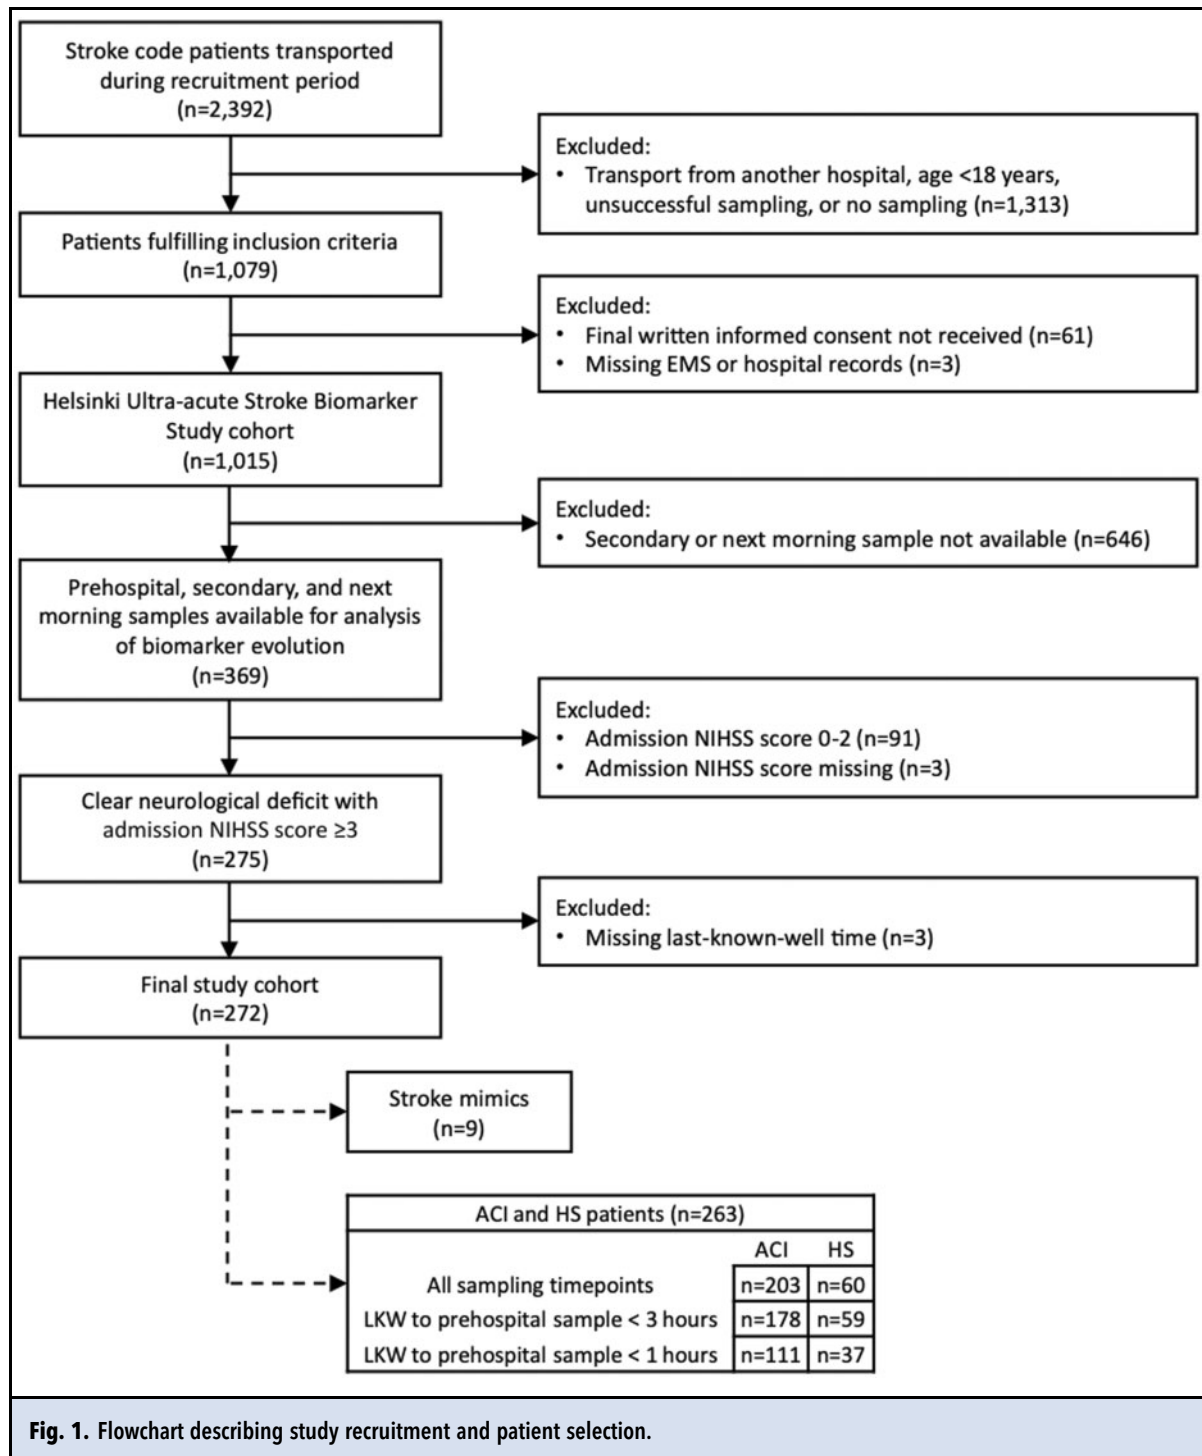 Stroke code patients transported
during recruitment period
(n=2,392)
Excluded:
• Transport from another hospital, age <18 years,
unsuccessful sampling, or no sampling (n=1,313)
Patients fulfilling inclusion criteria
(n=1,079)
Excluded:
• Final written informed consent not received (n=61)
• Missing EMS or hospital records (n=3)
Helsinki Ultra-acute Stroke Biomarker
Study cohort
(n=1,015)
Excluded:
• Secondary or next morning sample not available (n=646)
Prehospital, secondary, and next
morning samples available for analysis
of biomarker evolution
(n=369)
Excluded:
• Admission NIHSS score 0-2 (n=91)
• Admission NIHSS score missing (n=3)
Clear neurological deficit with
admission NIHSS score ≥3
(n=275)
Excluded:
• Missing last-known-well time (n=3)
Final study cohort
(n=272)
Stroke mimics
(n=9)
ACI and HS patients (n=263)
ACI HS
All sampling timepoints n=203 n=60
LKW to prehospital sample < 3 hours n=178 n=59
LKW to prehospital sample < 1 hours n=111 n=37
Fig. 1. Flowchart describing study recruitment and patient selection.